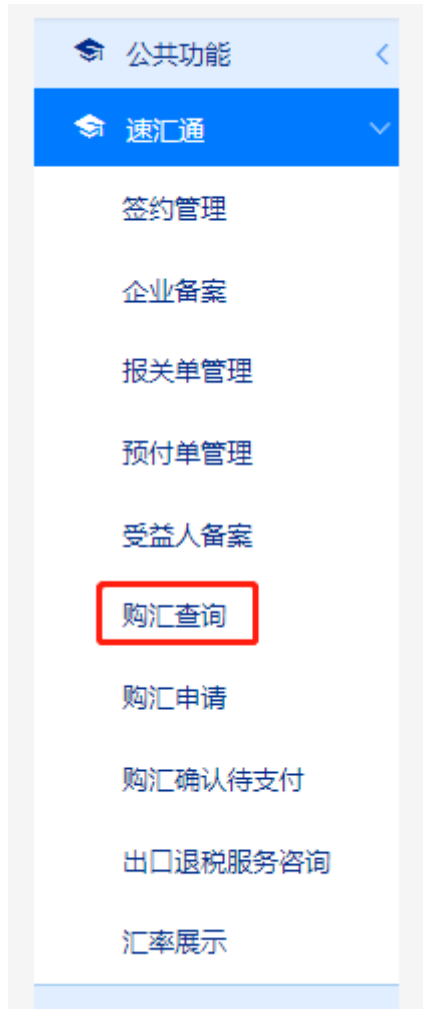 公共功能
速汇通
签约管理
企业备案
报关单管理
预付单管理
受益人备案
购汇查询
购汇申请
购汇确认待支付
出口退税服务咨询
汇率展示